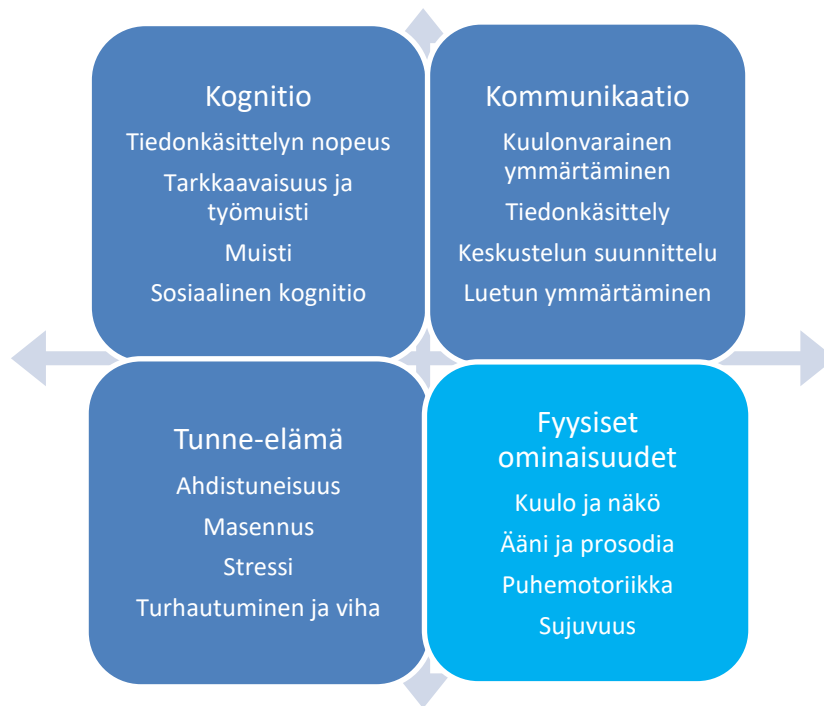 Kognitio
Tiedonkäsittelyn nopeus
Tarkkaavaisuus ja
työmuisti
Muisti
Sosiaalinen kognitio
Kommunikaatio
Kuulonvarainen
ymmärtäminen
Tiedonkäsittely
Keskustelun suunnittelu
Luetun ymmärtäminen
Tunne-elämä
Ahdistuneisuus
Masennus
Stressi
Turhautuminen ja viha
Fyysiset
ominaisuudet
Kuulo ja näkö
Ääni ja prosodia
Puhemotoriikka
Sujuvuus